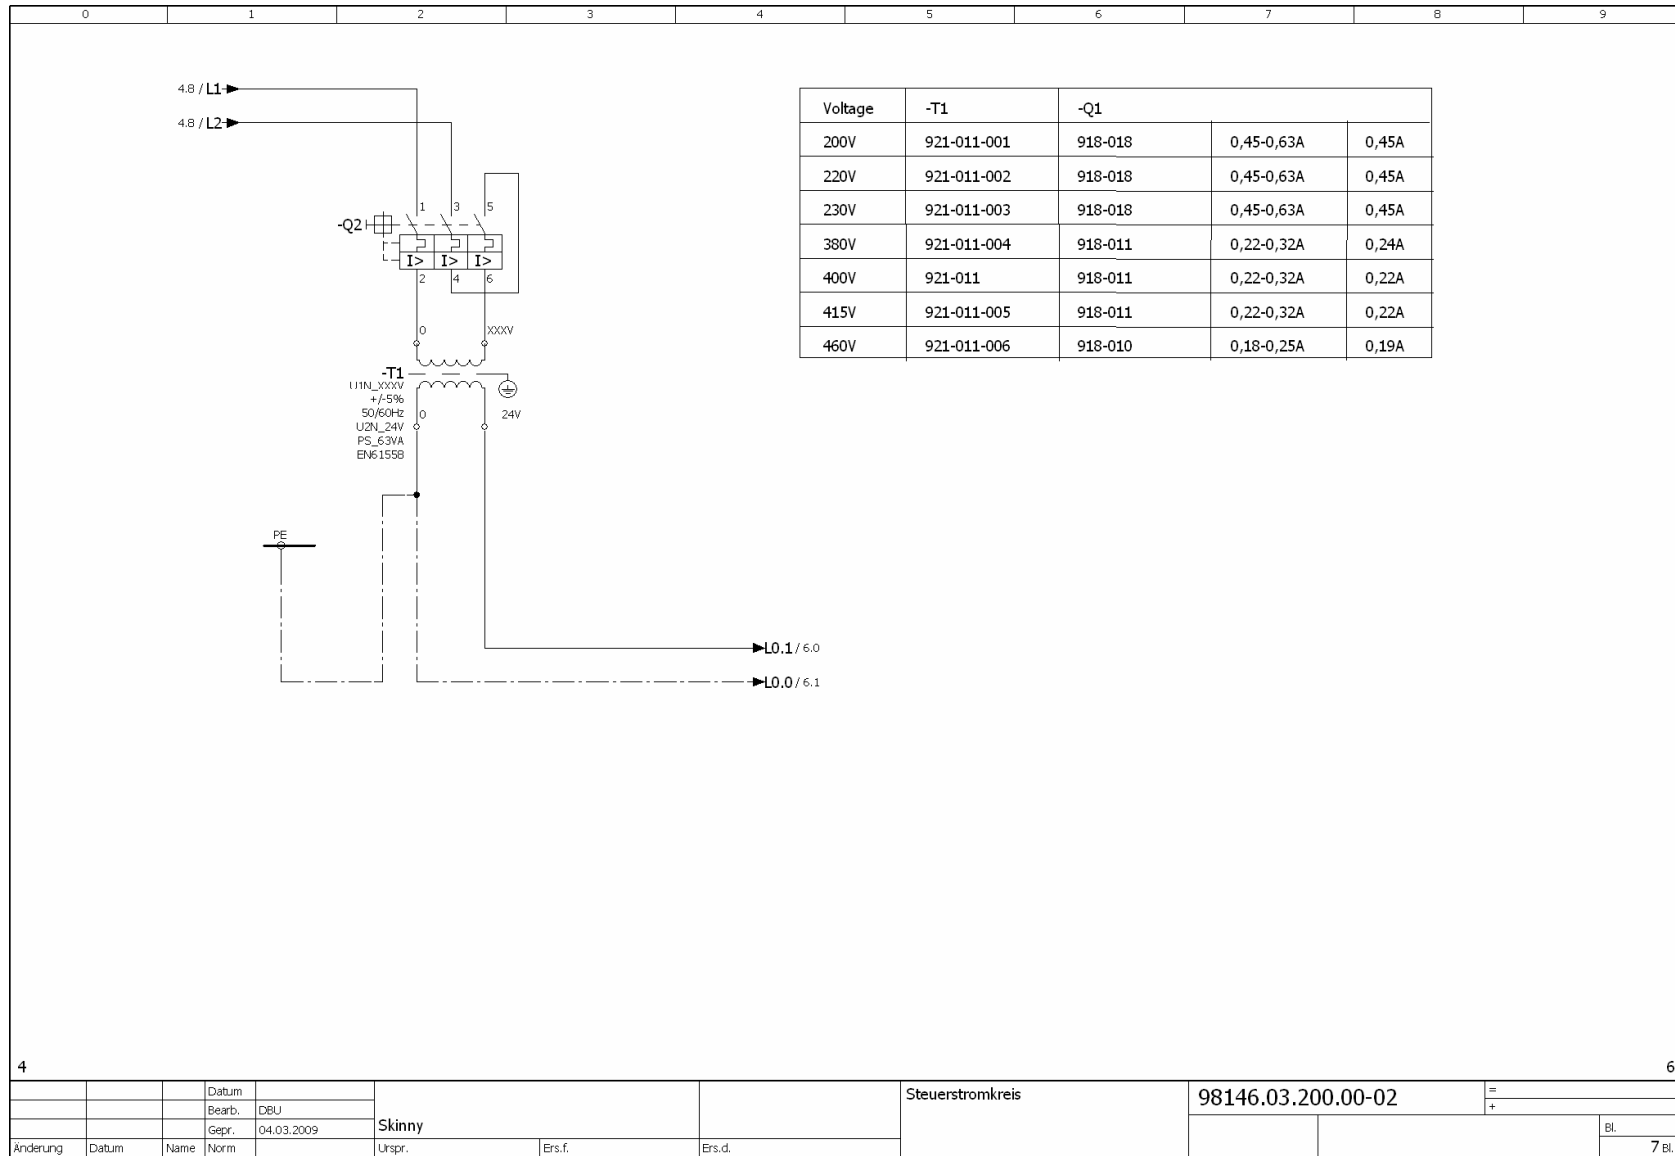 0 1 2 3 4 5 6 7 8 9
4.8 / L1
4.8 / L2
Voltage -T1 -Q1
200V 921-011-001 918-018 0,45-0,63A 0,45A
220V 921-011-002 918-018 0,45-0,63A 0,45A
230V 921-011-003 918-018 0,45-0,63A 0,45A
380V 921-011-004 918-011 0,22-0,32A 0,24A
400V 921-011 918-011 0,22-0,32A 0,22A
415V 921-011-005 918-011 0,22-0,32A 0,22A
460V 921-011-006 918-010 0,18-0,25A 0,19A
1 3 5
-Q2
I> I> I>
2 4 6
0 XXXV
-T1
U1N_XXXV
+/-5%
50/60Hz
U2N_24V
PS_63VA
EN61558
0 24V
PE
L0.1 / 6.0
L0.0 / 6.1
4 6
Datum
Bearb. DBU
Gepr. 04.03.2009
Änderung Datum Name Norm
Skinny
Urspr. Ers.f. Ers.d.
Steuerstromkreis
98146.03.200.00-02
=
+
Bl.
7 Bl.